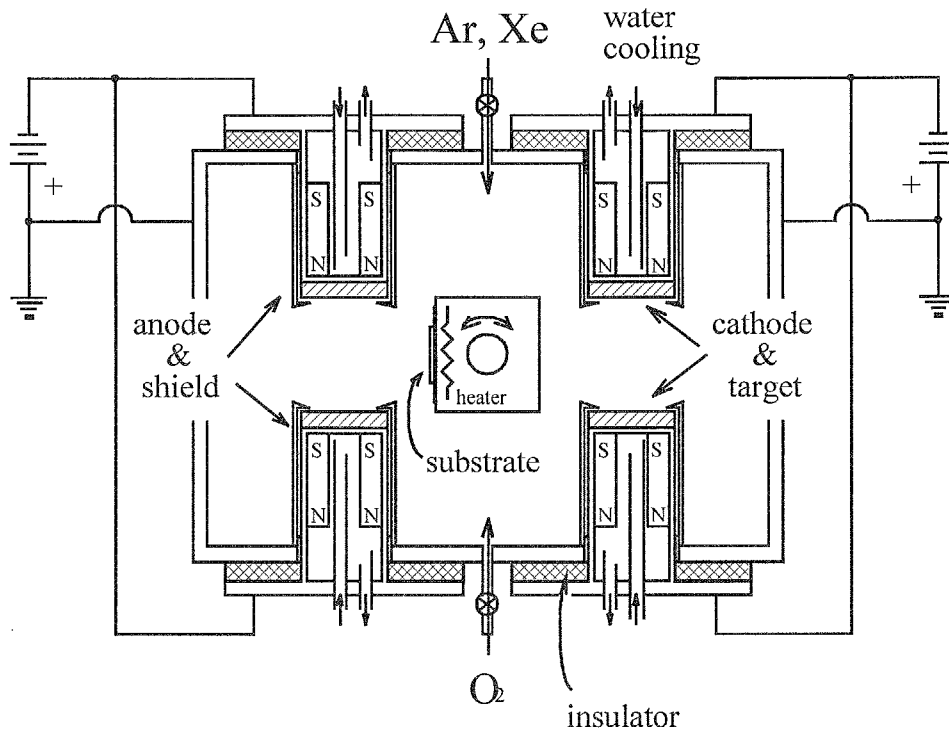 Ar, Xe
water
cooling
+
+
S S
N N
S S
N N
anode
&
shield
cathode
&
target
heater
substrate
S S
N N
S S
N N
O2
insulator